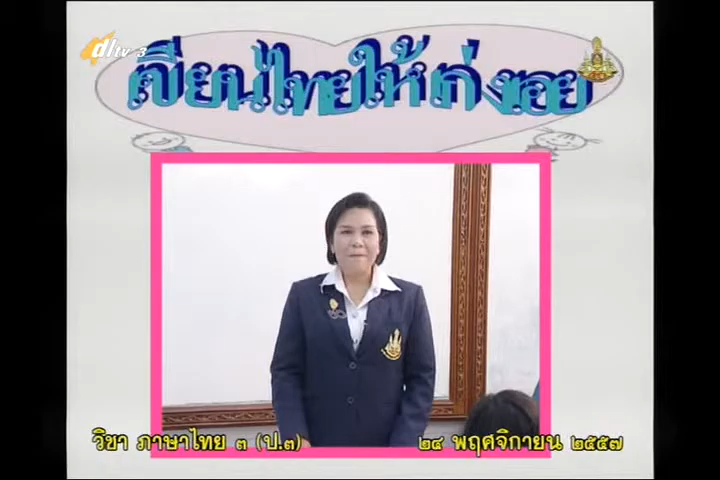 dltv 3
เขียนไทยให้เก่งเอย
วิชา ภาษาไทย ๓ (ป.๓)
๒๔ พฤศจิกายน ๒๕๕๗